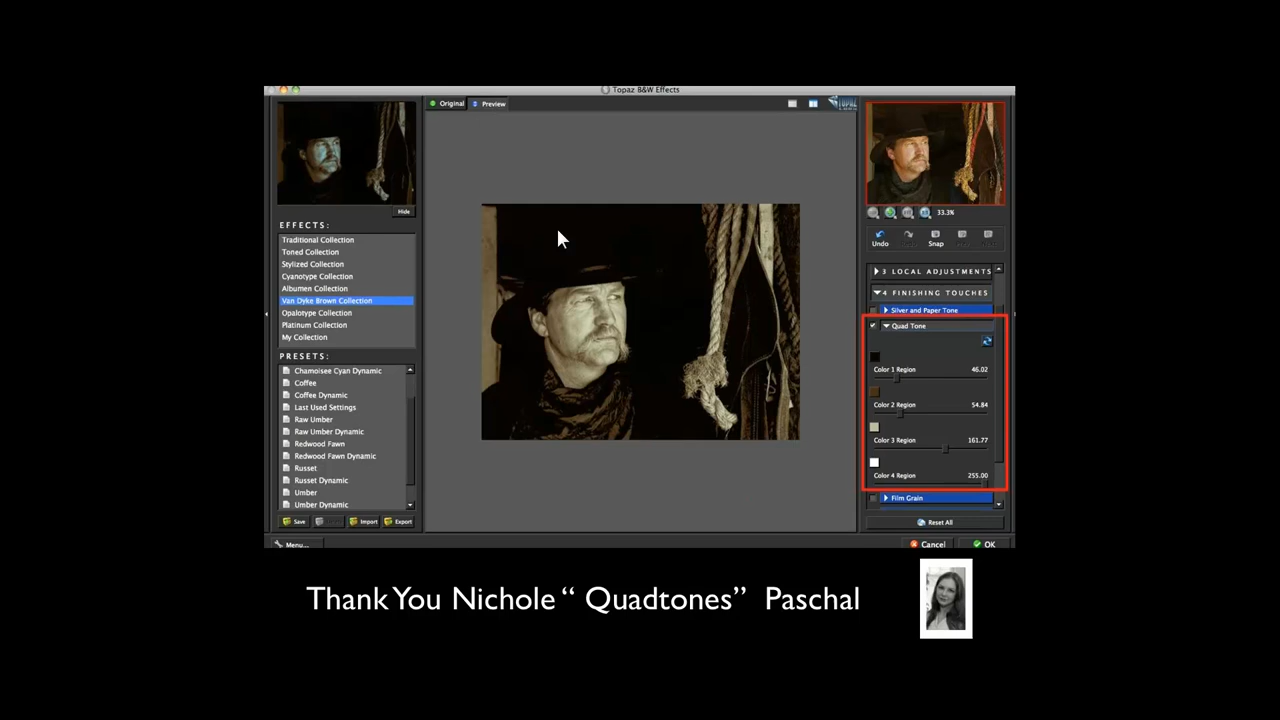 Topaz B&W Effects
Original
Preview
TOPAZ
Hide
EFFECTS:
Traditional Collection
Toned Collection
Stylized Collection
Cyanotype Collection
Albumen Collection
Van Dyke Brown Collection
Opalotype Collection
Platinum Collection
My Collection
PRESETS:
Chamoisee Cyan Dynamic
Coffee
Coffee Dynamic
Last Used Settings
Raw Umber
Raw Umber Dynamic
Redwood Fawn
Redwood Fawn Dynamic
Russet
Russet Dynamic
Umber
Umber Dynamic
Save
Import
Export
Menu...
33.3%
Undo
Snap
3 LOCAL ADJUSTMENTS
4 FINISHING TOUCHES
Silver and Paper Tone
Quad Tone
Color 1 Region 46.02
Color 2 Region 54.84
Color 3 Region 161.77
Color 4 Region 255.00
Film Grain
Reset All
Cancel
OK
Thank You Nichole “ Quadtones” Paschal